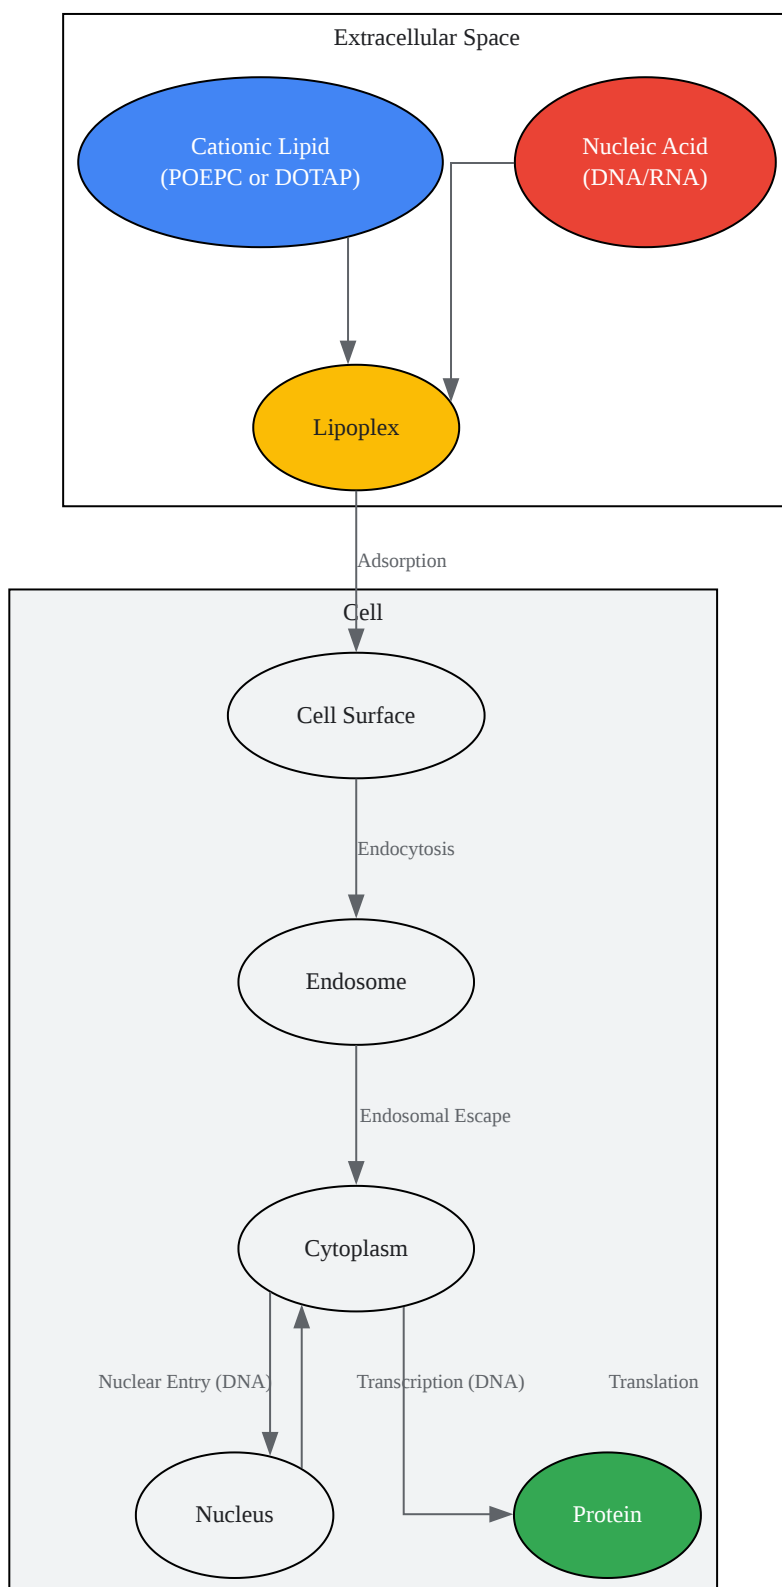 Extracellular Space
Cationic Lipid
(POEPC or DOTAP)
Nucleic Acid
(DNA/RNA)
Lipoplex
Adsorption
Cell
Cell Surface
Endocytosis
Endosome
Endosomal Escape
Cytoplasm
Nuclear Entry (DNA)
Transcription (DNA)
Translation
Nucleus
Protein